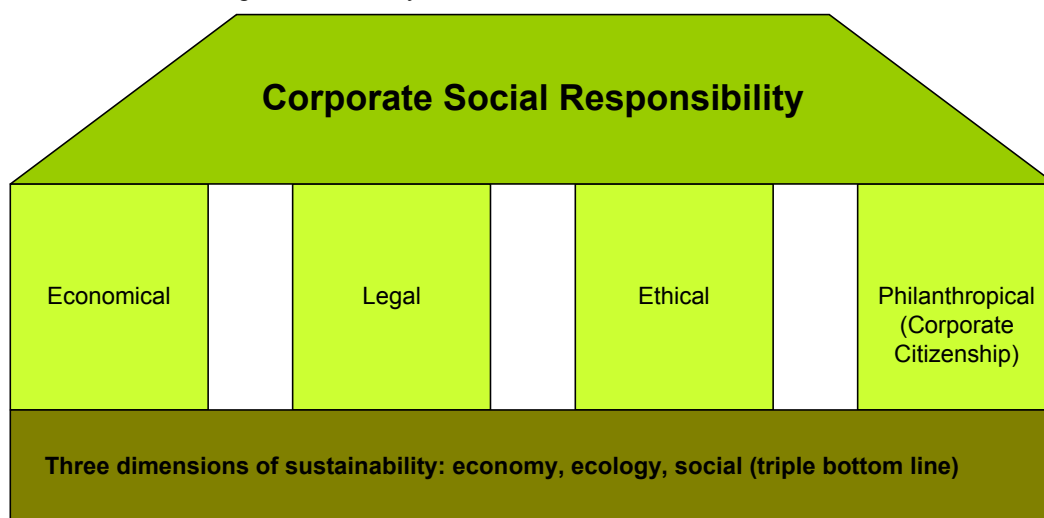 Corporate Social Responsibility
Economical
Legal
Ethical
Philanthropical
(Corporate
Citizenship)
Three dimensions of sustainability: economy, ecology, social (triple bottom line)